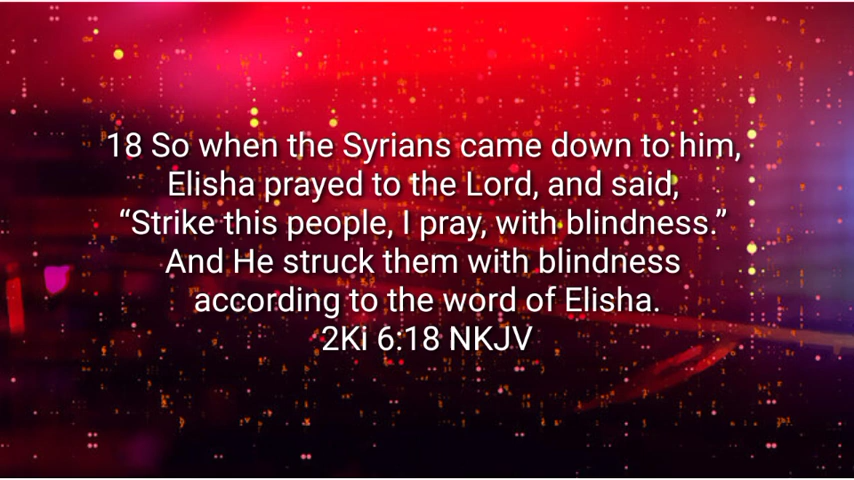 18 So when the Syrians came down to him,
Elisha prayed to the Lord, and said,
“Strike this people, I pray, with blindness.”
And He struck them with blindness
according to the word of Elisha.
2Ki 6:18 NKJV